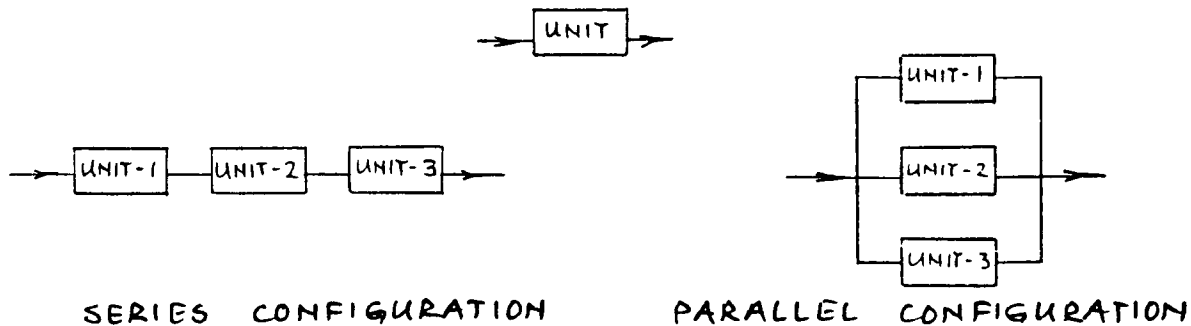 UNIT
UNIT-1
UNIT-1 UNIT-2 UNIT-3
UNIT-2
UNIT-3
SERIES CONFIGURATION
PARALLEL CONFIGURATION